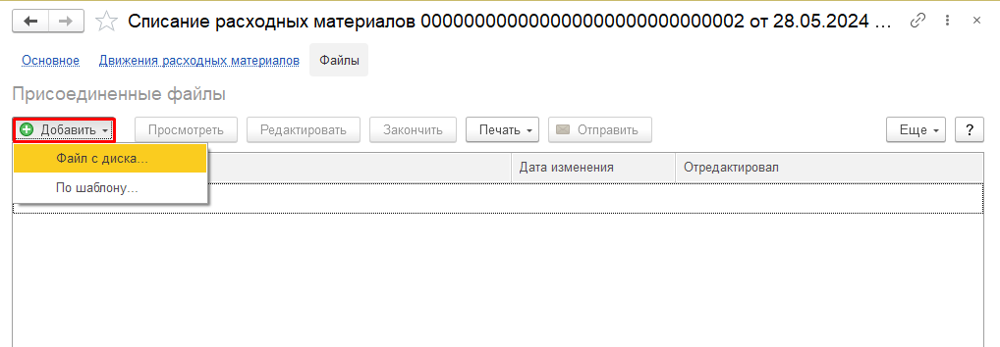 Списание расходных материалов 00000000000000000000000000002 от 28.05.2024 ...
Основное Движения расходных материалов Файлы
Присоединенные файлы
Добавить Просмотреть Редактировать Закончить Печать Отправить Еще ?
Файл с диска... Дата изменения Отредактировал
По шаблону...